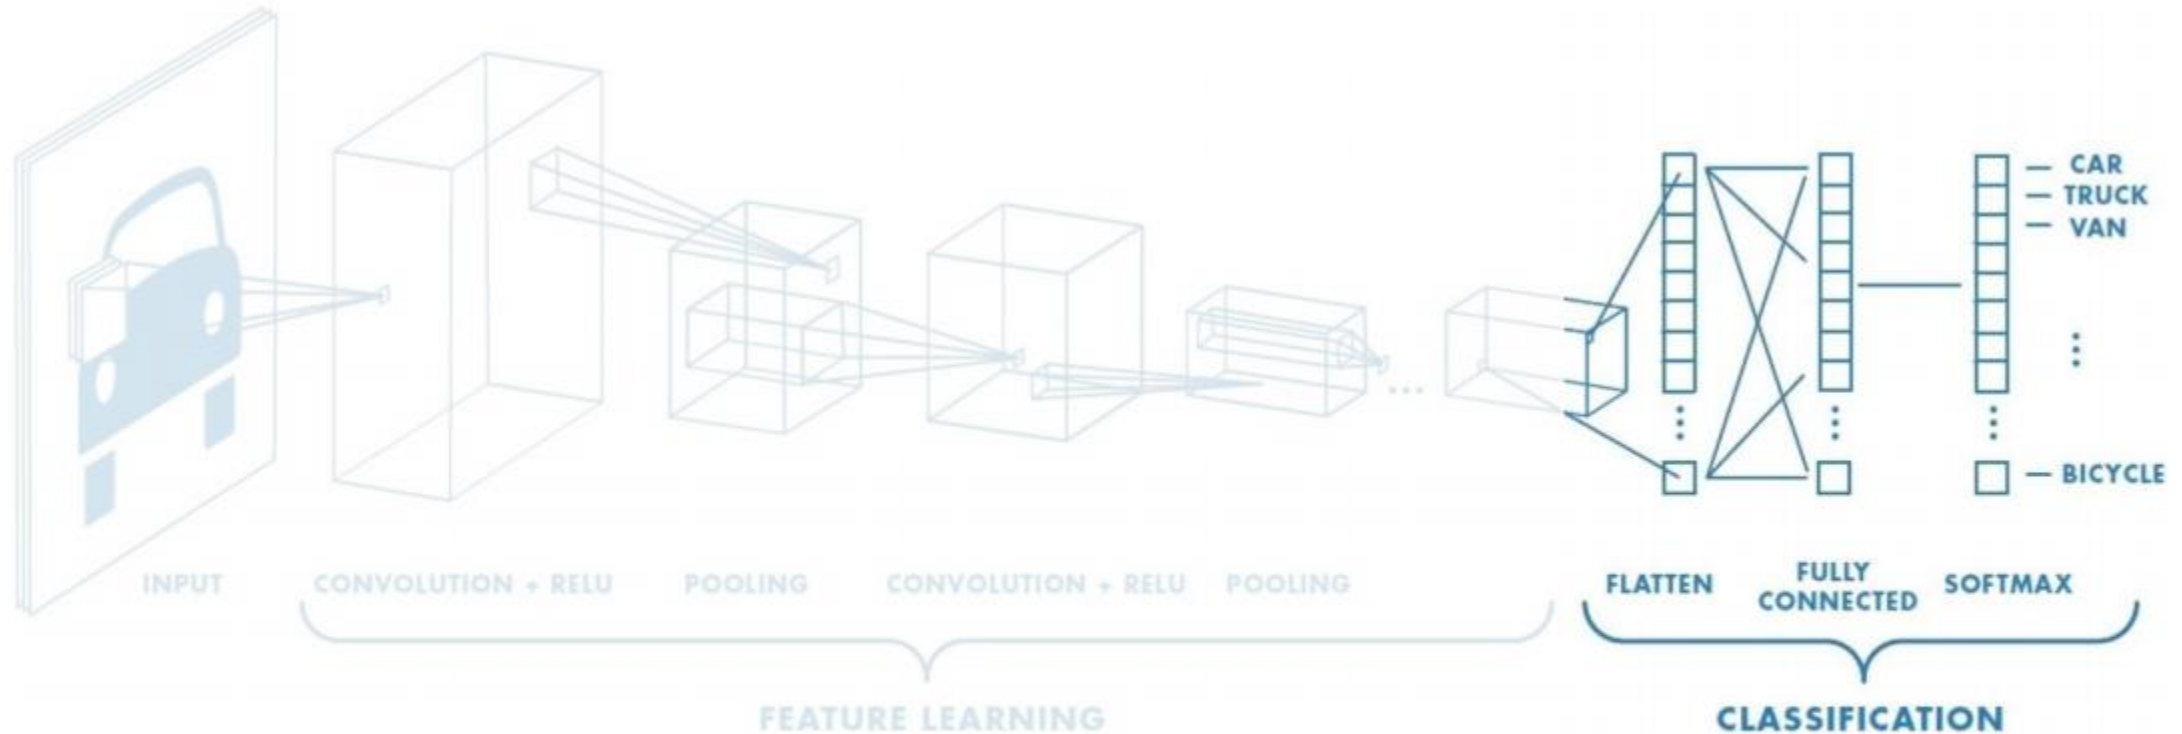 CAR
TRUCK
VAN
BICYCLE
INPUT
CONVOLUTION + RELU
POOLING
CONVOLUTION + RELU
POOLING
FLATTEN
FULLY
CONNECTED
SOFTMAX
FEATURE LEARNING
CLASSIFICATION